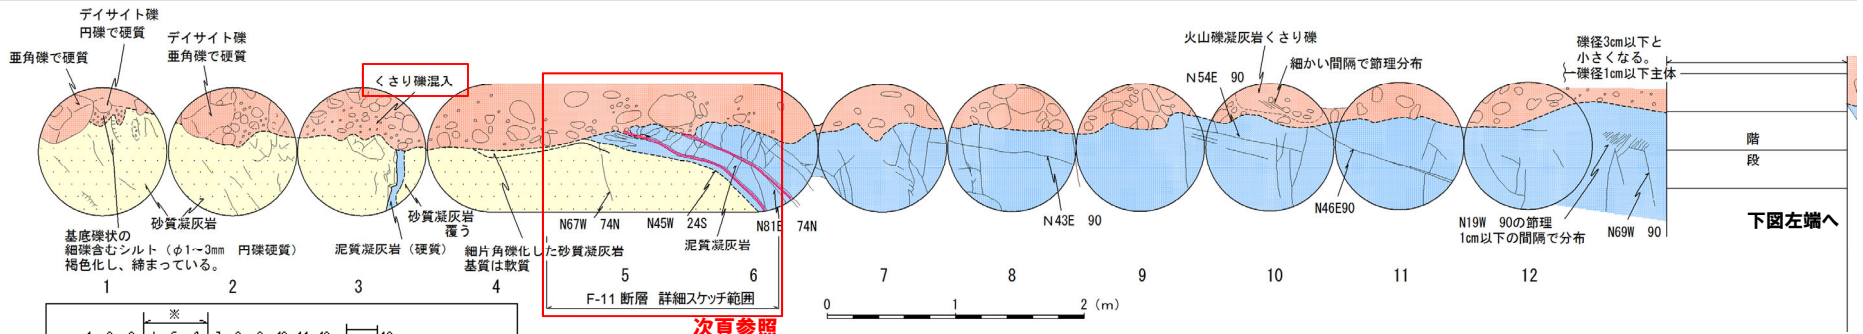 デイサイト礫
円礫で硬質
亜角礫で硬質
デイサイト礫
亜角礫で硬質
くさり礫混入
火山礫凝灰岩くさり礫
細かい間隔で節理分布
N54E 90
礫径3cm以下と
小さくなる。
礫径1cm以下主体
階
段
砂質凝灰岩
基底礫状の
細礫含むシルト(φ1~3mm 円礫硬質)
褐色化し、締まっている。
砂質凝灰岩
覆う
泥質凝灰岩(硬質)
細片角礫化した砂質凝灰岩
基質は軟質
N67W 74N
N45W 24S
N81E 74N
泥質凝灰岩
N43E 90
N46E90
N19W 90の節理
1cm以下の間隔で分布
N69W 90
下図左端へ
1 2 3 4 5 6 7 8 9 10 11 12
F-11 断層 詳細スケッチ範囲
0 1 2 (m)
次頁参照
※